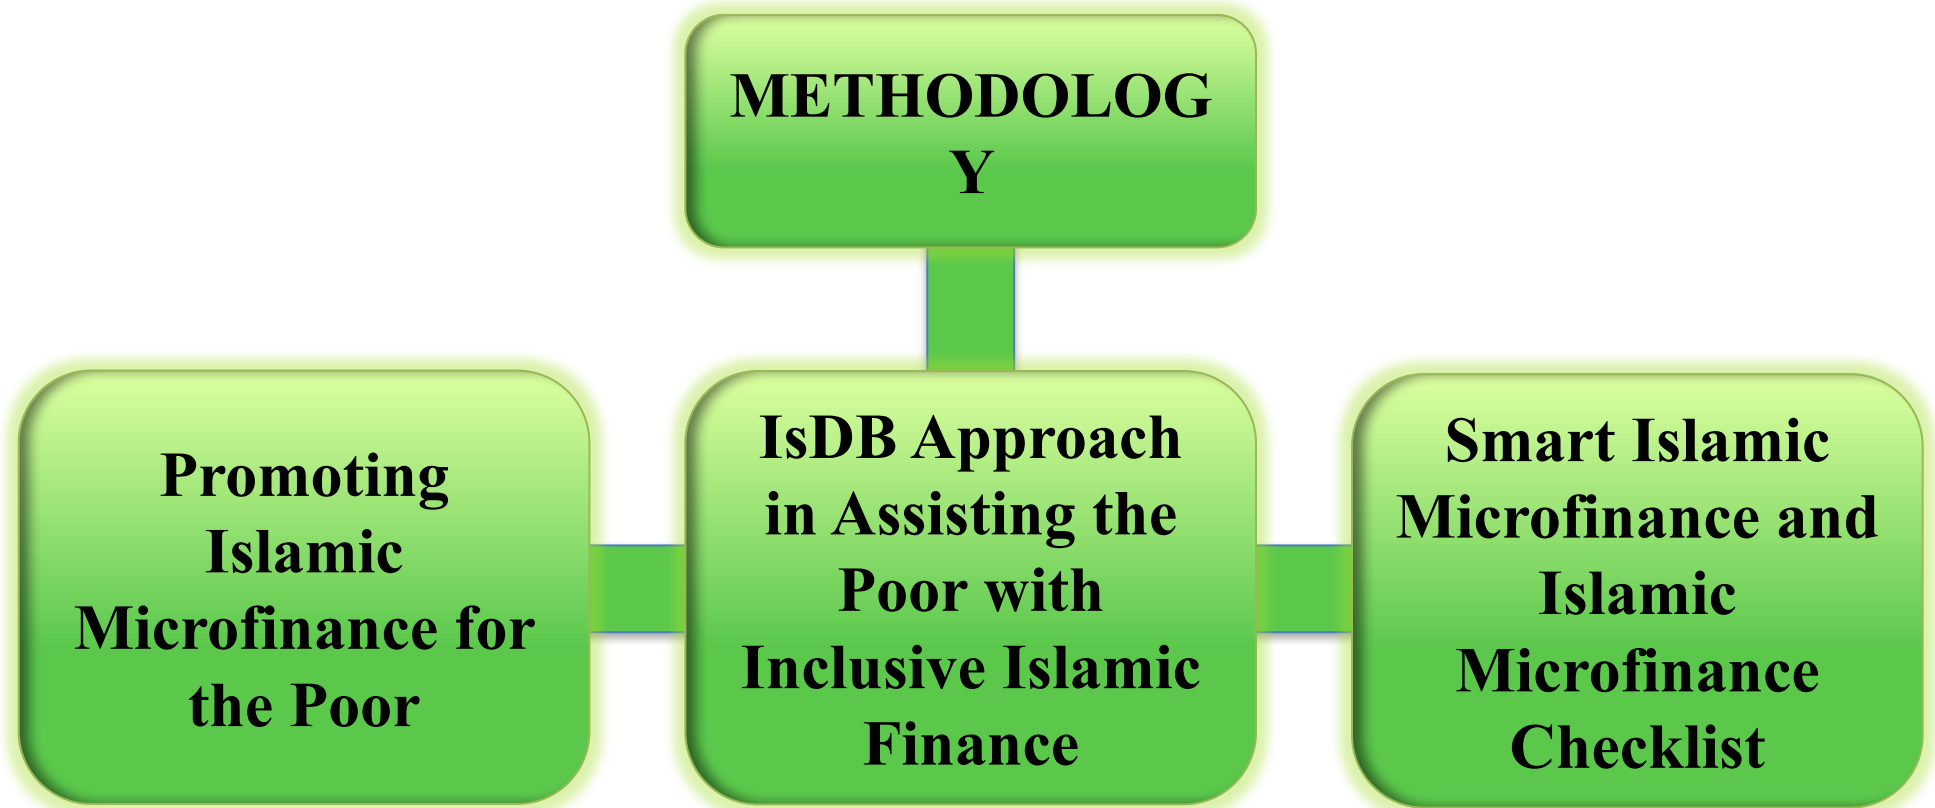 METHODOLOG
Y
Promoting
Islamic
Microfinance for
the Poor
IsDB Approach
in Assisting the
Poor with
Inclusive Islamic
Finance
Smart Islamic
Microfinance and
Islamic
Microfinance
Checklist